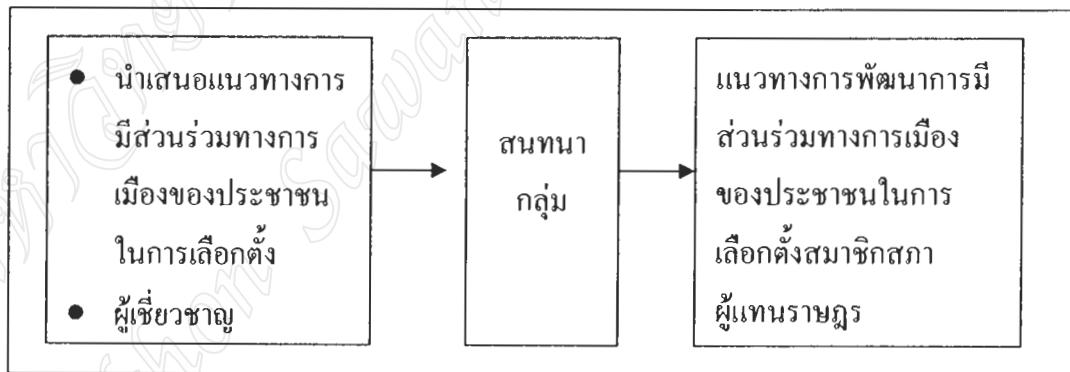 ● นำเสนอแนวทางการ
มีส่วนร่วมทางการ
เมืองของประชาชน
ในการเลือกตั้ง
● ผู้เชี่ยวชาญ
สนทนา
กลุ่ม
แนวทางการพัฒนาการมี
ส่วนร่วมทางการเมือง
ของประชาชนในการ
เลือกตั้งสมาชิกสภา
ผู้แทนราษฎร